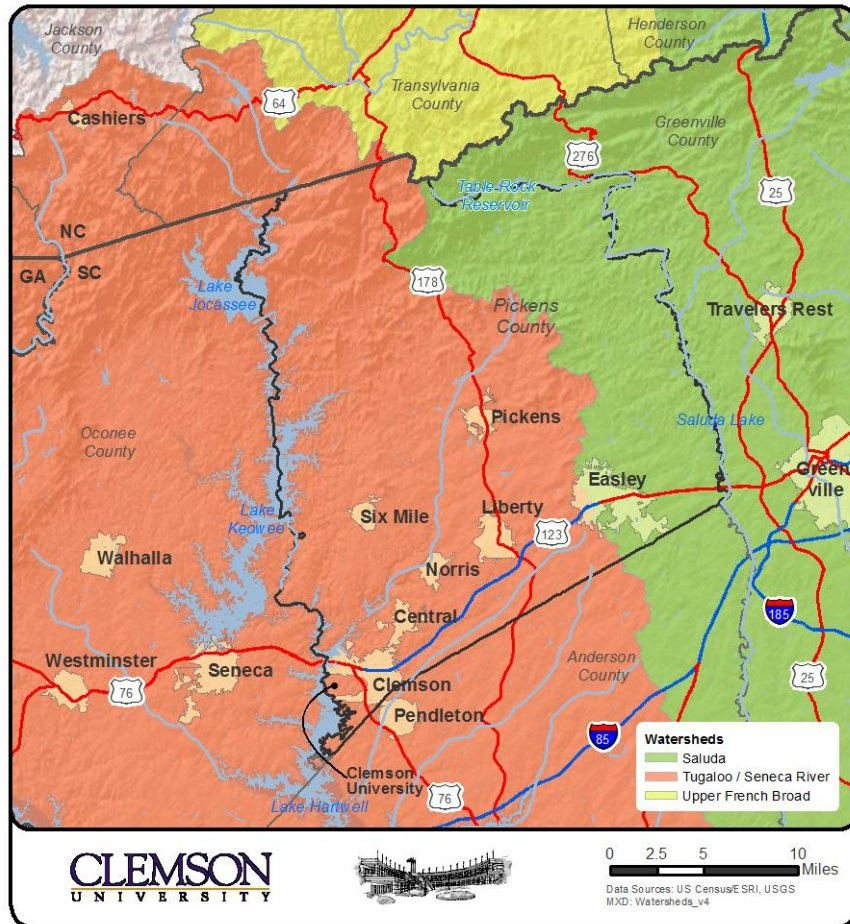 Jackson
County
Henderson
County
Transylvania
County
64
Cashiers
Greenville
County
276
Table Rock
Reservoir
25
NC
GA
SC
178
Lake
Jocassee
Pickens
County
Travelers Rest
Pickens
Saluda Lake
Oconee
County
Easley
Green
ville
Lake
Keowee
Six Mile
Liberty
123
Walhalla
Norris
185
Central
Westminster
76
Seneca
Anderson
County
25
Clemson
Pendleton
85
Clemson
University
76
Lake Hartwell
Watersheds
Saluda
Tugaloo / Seneca River
Upper French Broad
CLEMSON
UNIVERSITY
0 2.5 5 10
Miles
Data Sources: US Census/ESRI, USGS
MXD: Watersheds_v4